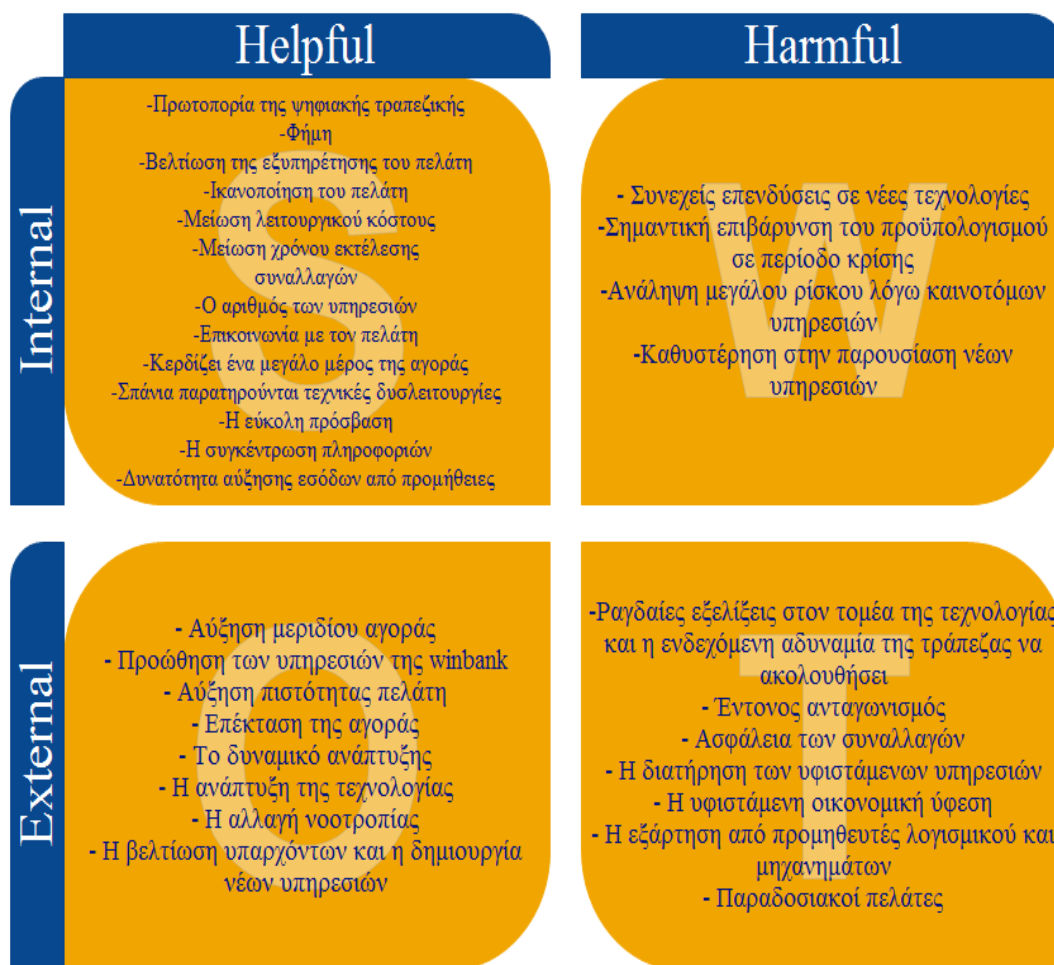 Helpful
Harmful
Internal
-Πρωτοπορία της ψηφιακής τραπεζικής
-Φήμη
-Βελτίωση της εξυπηρέτησης του πελάτη
-Ικανοποίηση του πελάτη
-Μείωση λειτουργικού κόστους
-Μείωση χρόνου εκτέλεσης
συναλλαγών
-Ο αριθμός των υπηρεσιών
-Επικοινωνία με τον πελάτη
-Κερδίζει ένα μεγάλο μέρος της αγοράς
-Σπάνια παρατηρούνται τεχνικές δυσλειτουργίες
-Η εύκολη πρόσβαση
-Η συγκέντρωση πληροφοριών
-Δυνατότητα αύξησης εσόδων από προμήθειες
S
- Συνεχείς επενδύσεις σε νέες τεχνολογίες
-Σημαντική επιβάρυνση του προϋπολογισμού
σε περίοδο κρίσης
-Ανάληψη μεγάλου ρίσκου λόγω καινοτόμων
υπηρεσιών
-Καθυστέρηση στην παρουσίαση νέων
υπηρεσιών
W
External
- Αύξηση μεριδίου αγοράς
- Προώθηση των υπηρεσιών της winbank
- Αύξηση πιστότητας πελάτη
- Επέκταση της αγοράς
- Το δυναμικό ανάπτυξης
- Η ανάπτυξη της τεχνολογίας
- Η αλλαγή νοοτροπίας
- Η βελτίωση υπαρχόντων και η δημιουργία
νέων υπηρεσιών
O
-Ραγδαίες εξελίξεις στον τομέα της τεχνολογίας
και η ενδεχόμενη αδυναμία της τράπεζας να
ακολουθήσει
- Έντονος ανταγωνισμός
- Ασφάλεια των συναλλαγών
- Η διατήρηση των υφιστάμενων υπηρεσιών
- Η υφιστάμενη οικονομική ύφεση
- Η εξάρτηση από προμηθευτές λογισμικού και
μηχανημάτων
- Παραδοσιακοί πελάτες
T